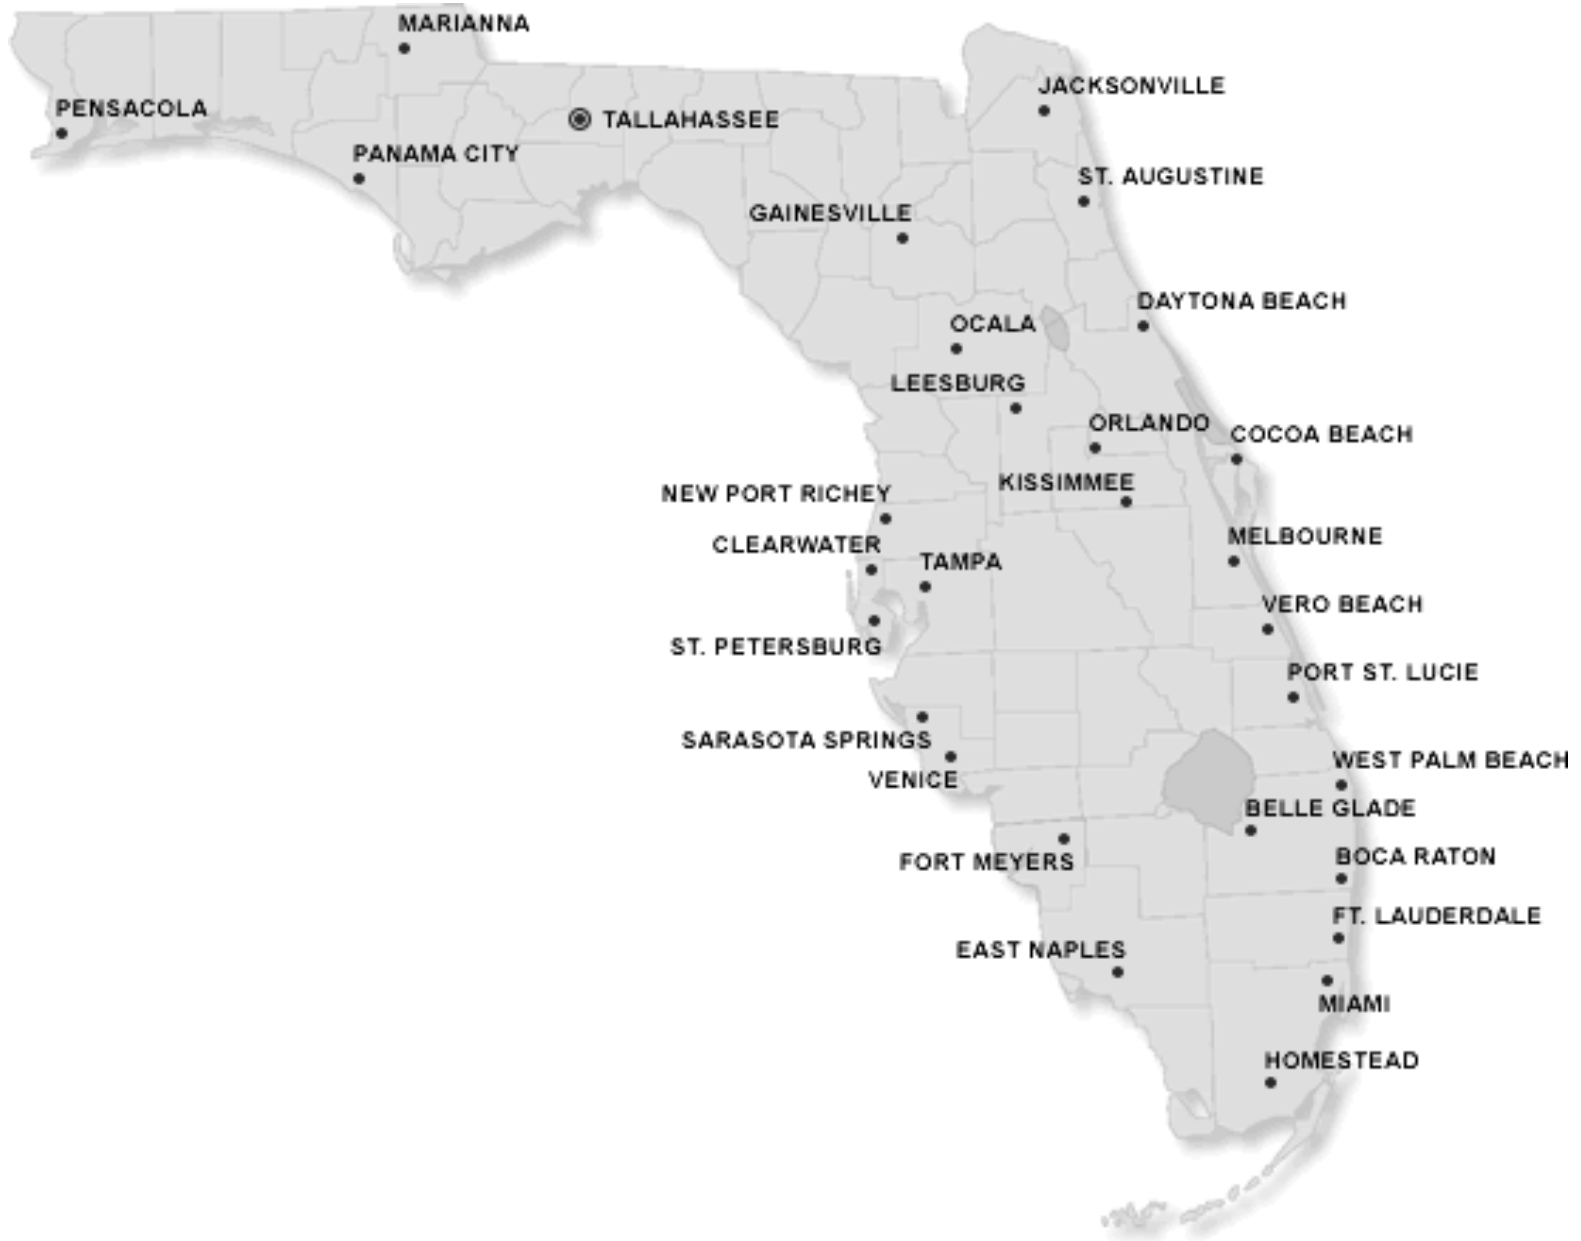 MARIANNA
JACKSONVILLE
PENSACOLA
TALLAHASSEE
PANAMA CITY
ST. AUGUSTINE
GAINESVILLE
DAYTONA BEACH
OCALA
LEESBURG
ORLANDO
COCOA BEACH
KISSIMMEE
NEW PORT RICHEY
MELBOURNE
CLEARWATER
TAMPA
VERO BEACH
ST. PETERSBURG
PORT ST. LUCIE
SARASOTA SPRINGS
WEST PALM BEACH
VENICE
BELLE GLADE
BOCA RATON
FORT MEYERS
FT. LAUDERDALE
EAST NAPLES
MIAMI
HOMESTEAD